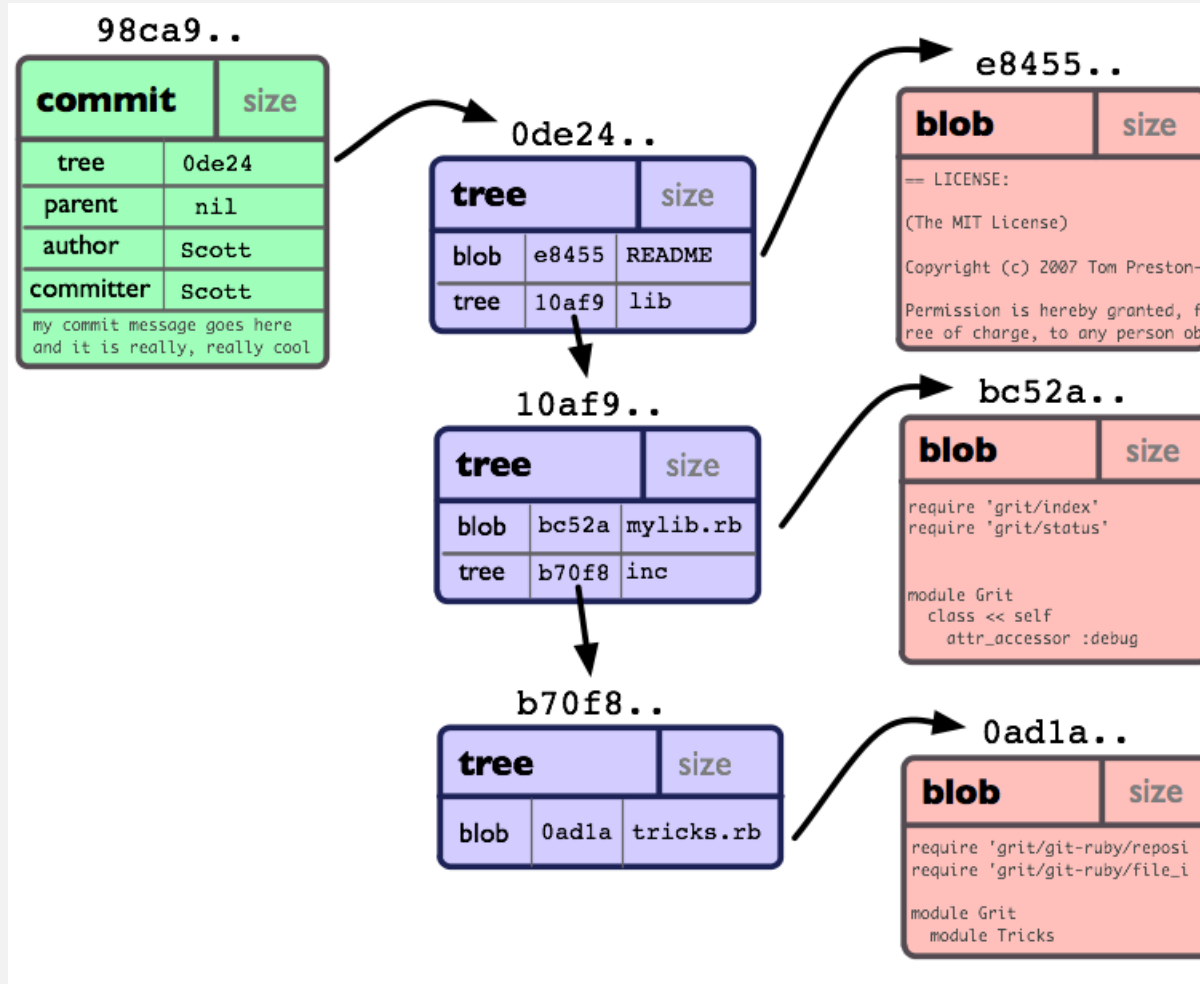 98ca9..
commit size
tree 0de24
parent nil
author Scott
committer Scott
my commit message goes here
and it is really, really cool
0de24..
tree size
blob e8455 README
tree 10af9 lib
10af9..
tree size
blob bc52a mylib.rb
tree b70f8 inc
b70f8..
tree size
blob 0ad1a tricks.rb
e8455..
blob size
== LICENSE:
(The MIT License)
Copyright (c) 2007 Tom Preston-
Permission is hereby granted, f
ree of charge, to any person ob
bc52a..
blob size
require 'grit/index'
require 'grit/status'
module Grit
class << self
attr_accessor :debug
0ad1a..
blob size
require 'grit/git-ruby/reposi
require 'grit/git-ruby/file_i
module Grit
module Tricks